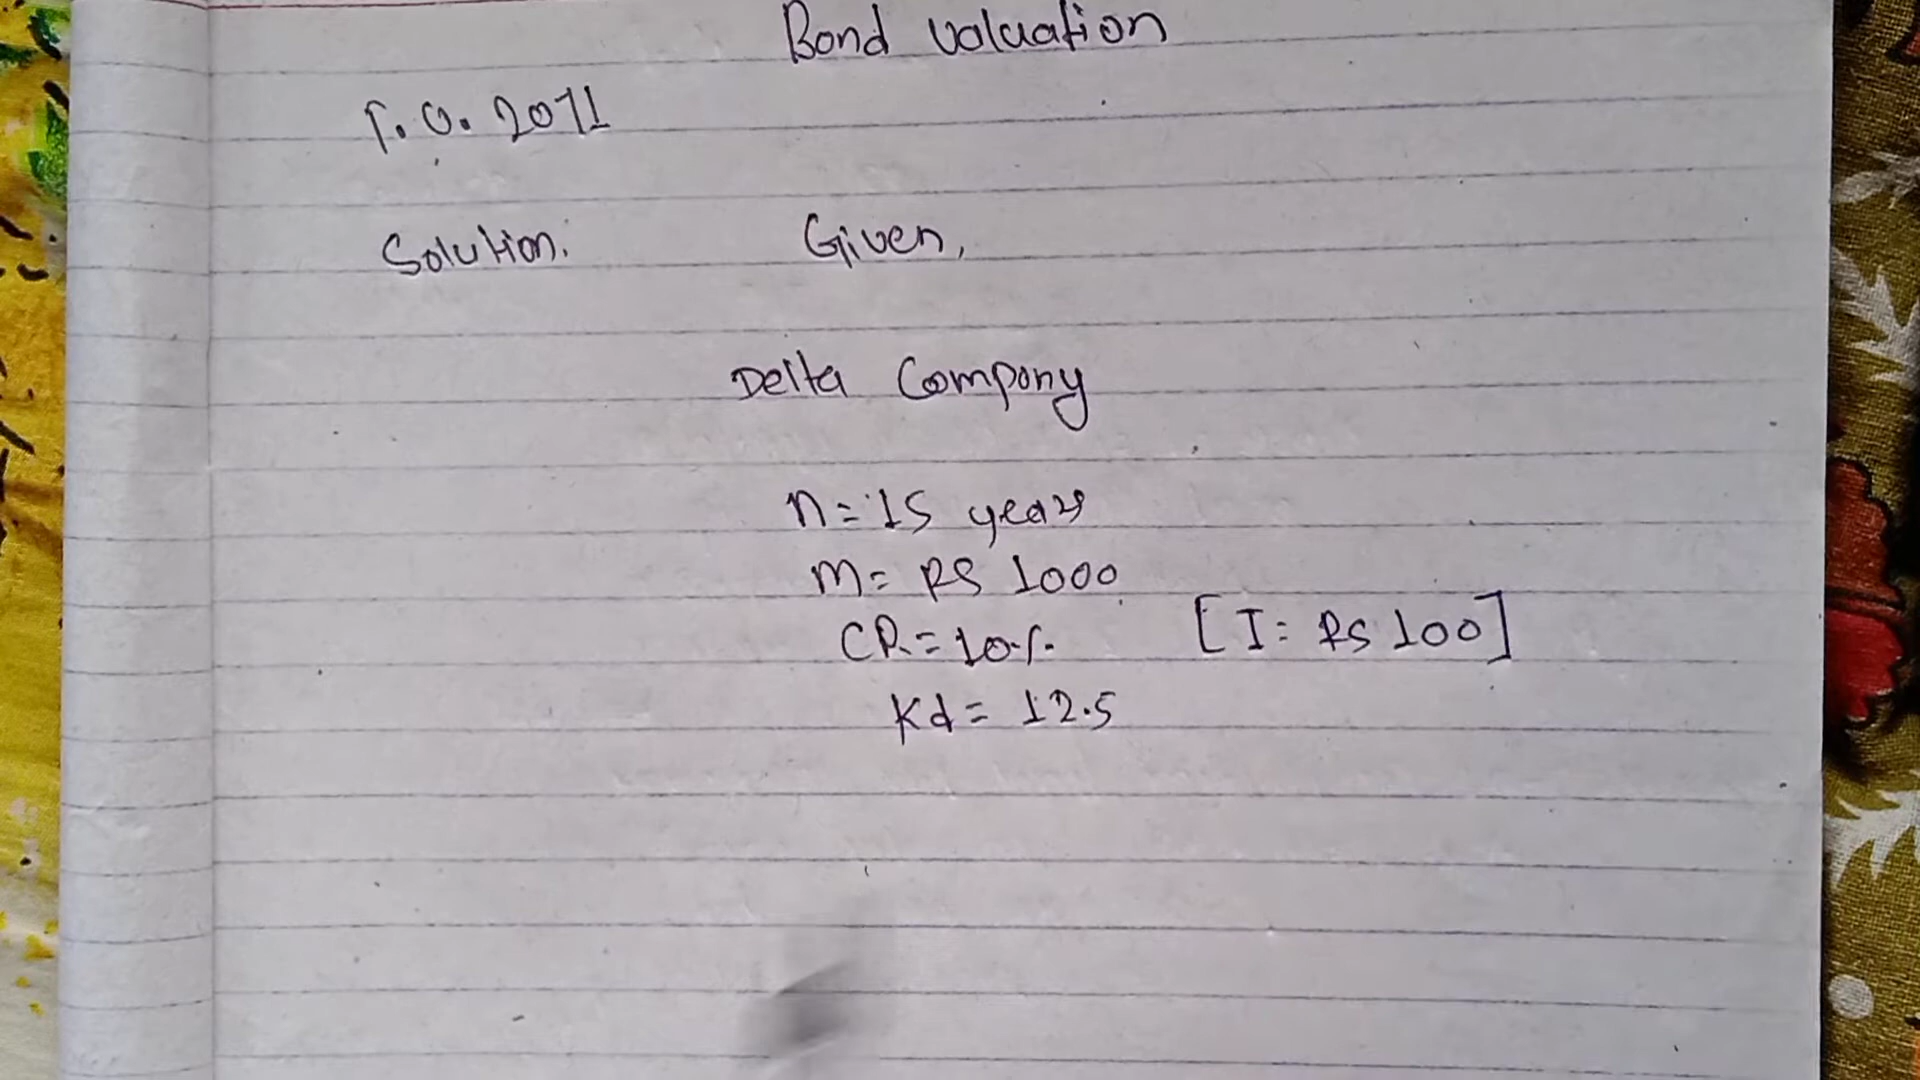 Bond valuation
T. U. 2071
Solution. Given,
Delta Company
n = 15 years
M = RS 1000
CR = 10% [I = RS 100]
Kd = 12.5